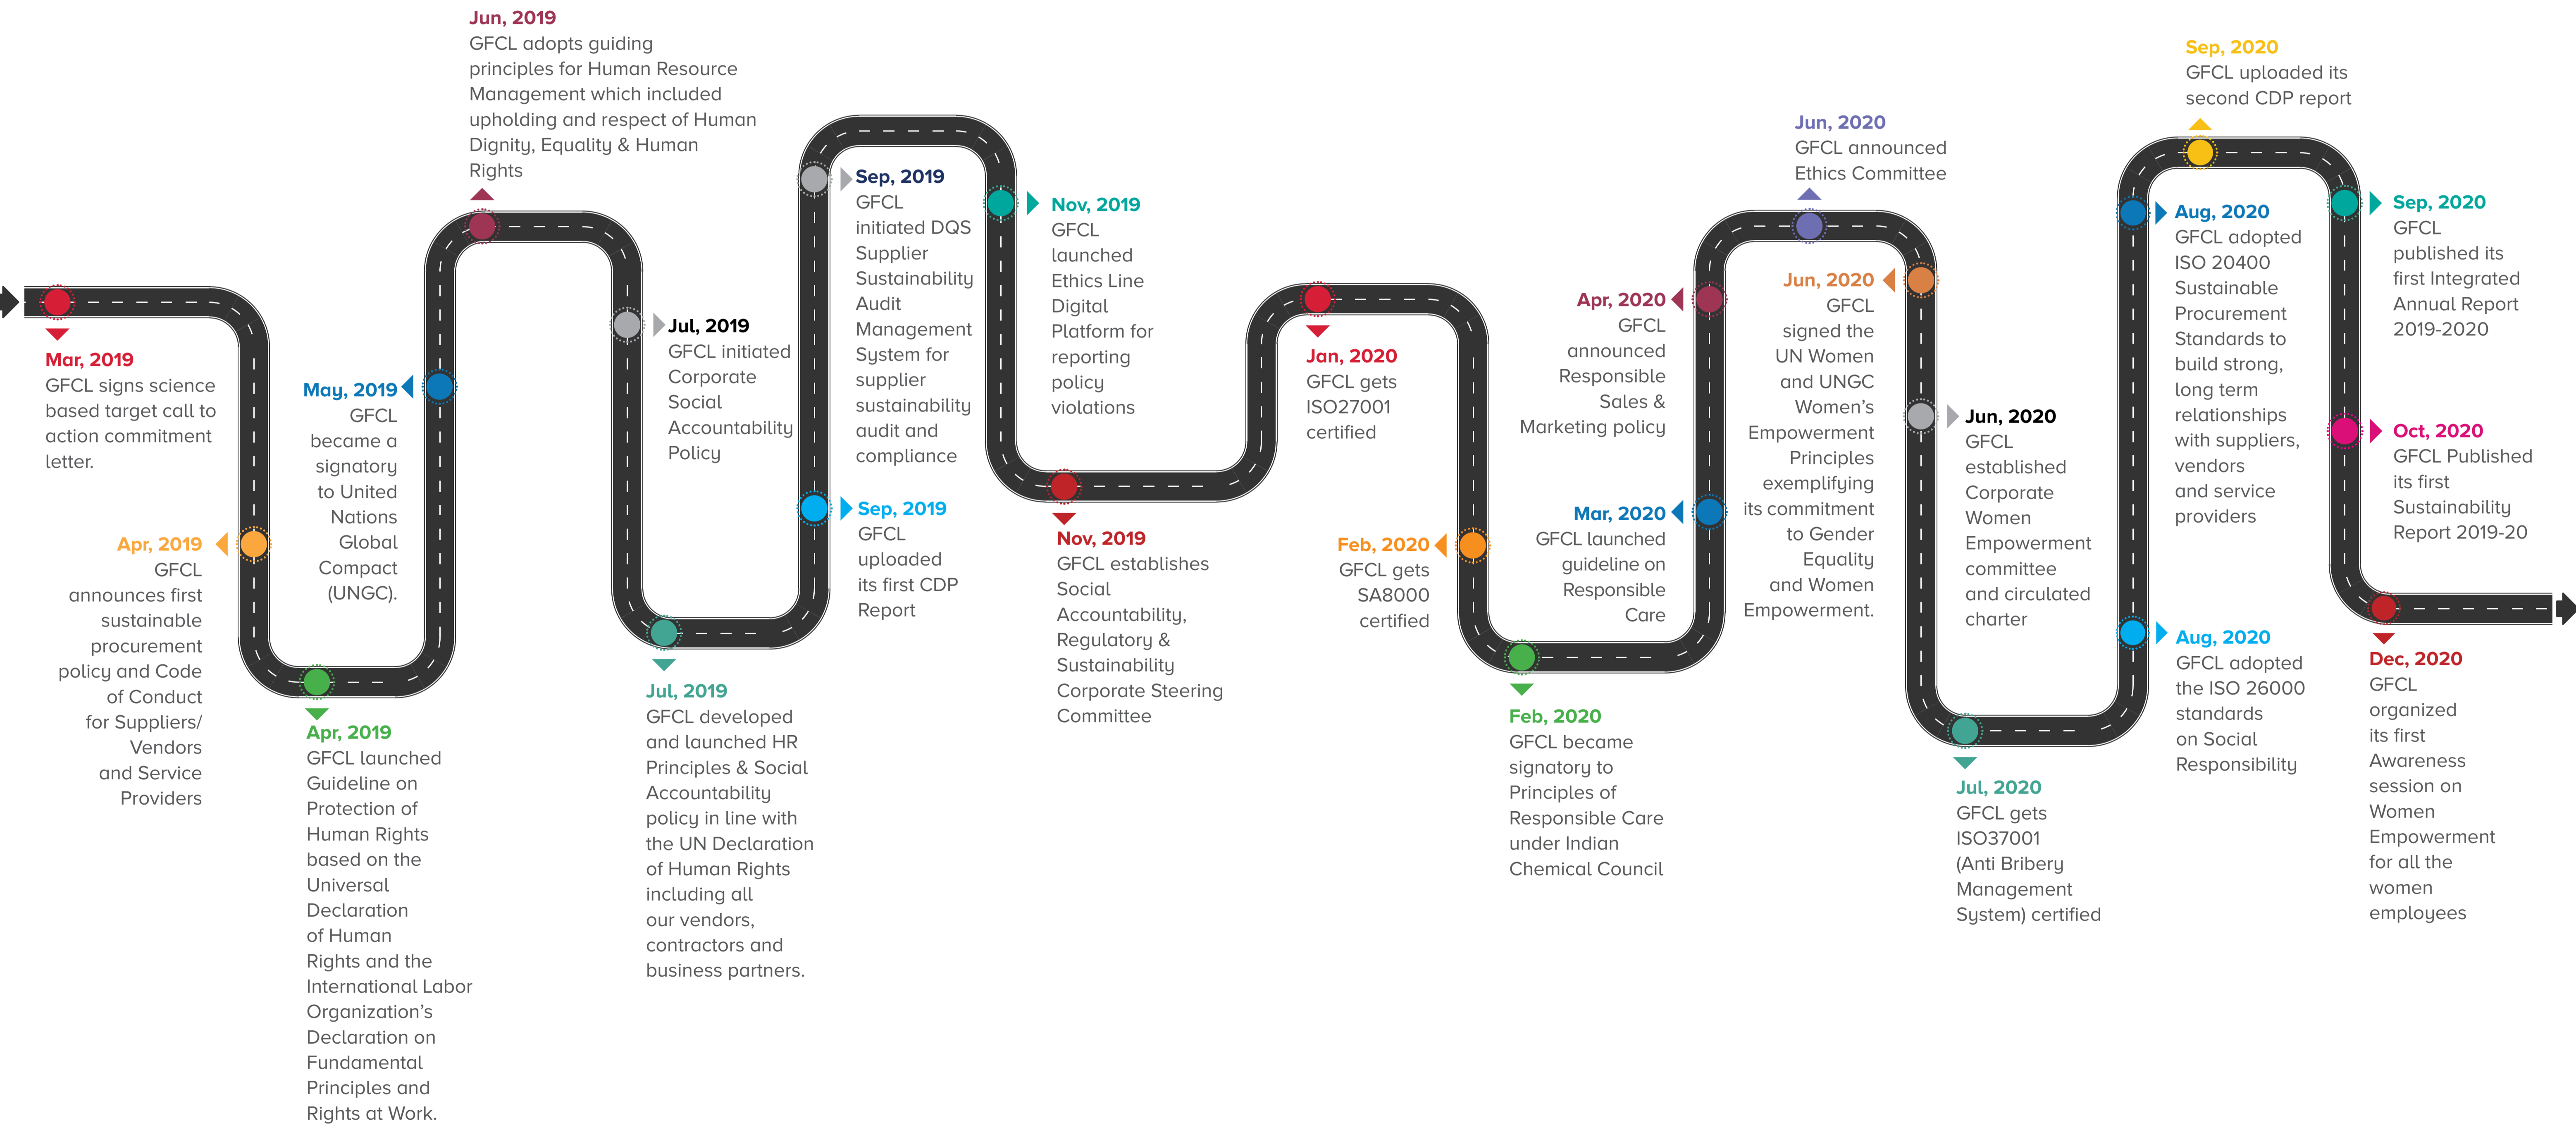 Mar, 2019
GFCL signs science
based target call to
action commitment
letter.
Apr, 2019
GFCL
announces first
sustainable
procurement
policy and Code
of Conduct
for Suppliers/
Vendors
and Service
Providers
Apr, 2019
GFCL launched
Guideline on
Protection of
Human Rights
based on the
Universal
Declaration
of Human
Rights and the
International Labor
Organization's
Declaration on
Fundamental
Principles and
Rights at Work.
May, 2019
GFCL
became a
signatory
to United
Nations
Global
Compact
(UNGC).
Jun, 2019
GFCL adopts guiding
principles for Human Resource
Management which included
upholding and respect of Human
Dignity, Equality & Human
Rights
Jul, 2019
GFCL initiated
Corporate
Social
Accountability
Policy
Jul, 2019
GFCL developed
and launched HR
Principles & Social
Accountability
policy in line with
the UN Declaration
of Human Rights
including all
our vendors,
contractors and
business partners.
Sep, 2019
GFCL
uploaded
its first CDP
Report
Sep, 2019
GFCL
initiated DQS
Supplier
Sustainability
Audit
Management
System for
supplier
sustainability
audit and
compliance
Nov, 2019
GFCL
launched
Ethics Line
Digital
Platform for
reporting
policy
violations
Nov, 2019
GFCL establishes
Social
Accountability,
Regulatory &
Sustainability
Corporate Steering
Committee
Jan, 2020
GFCL gets
ISO27001
certified
Feb, 2020
GFCL gets
SA8000
certified
Feb, 2020
GFCL became
signatory to
Principles of
Responsible Care
under Indian
Chemical Council
Mar, 2020
GFCL launched
guideline on
Responsible
Care
Apr, 2020
GFCL
announced
Responsible
Sales &
Marketing policy
Jun, 2020
GFCL announced
Ethics Committee
Jun, 2020
GFCL
signed the
UN Women
and UNGC
Women's
Empowerment
Principles
exemplifying
its commitment
to Gender
Equality
and Women
Empowerment.
Jun, 2020
GFCL
established
Corporate
Women
Empowerment
committee
and circulated
charter
Jul, 2020
GFCL gets
ISO37001
(Anti Bribery
Management
System) certified
Aug, 2020
GFCL adopted
the ISO 26000
standards
on Social
Responsibility
Aug, 2020
GFCL adopted
ISO 20400
Sustainable
Procurement
Standards to
build strong,
long term
relationships
with suppliers,
vendors
and service
providers
Sep, 2020
GFCL uploaded its
second CDP report
Sep, 2020
GFCL
published its
first Integrated
Annual Report
2019-2020
Oct, 2020
GFCL Published
its first
Sustainability
Report 2019-20
Dec, 2020
GFCL
organized
its first
Awareness
session on
Women
Empowerment
for all the
women
employees